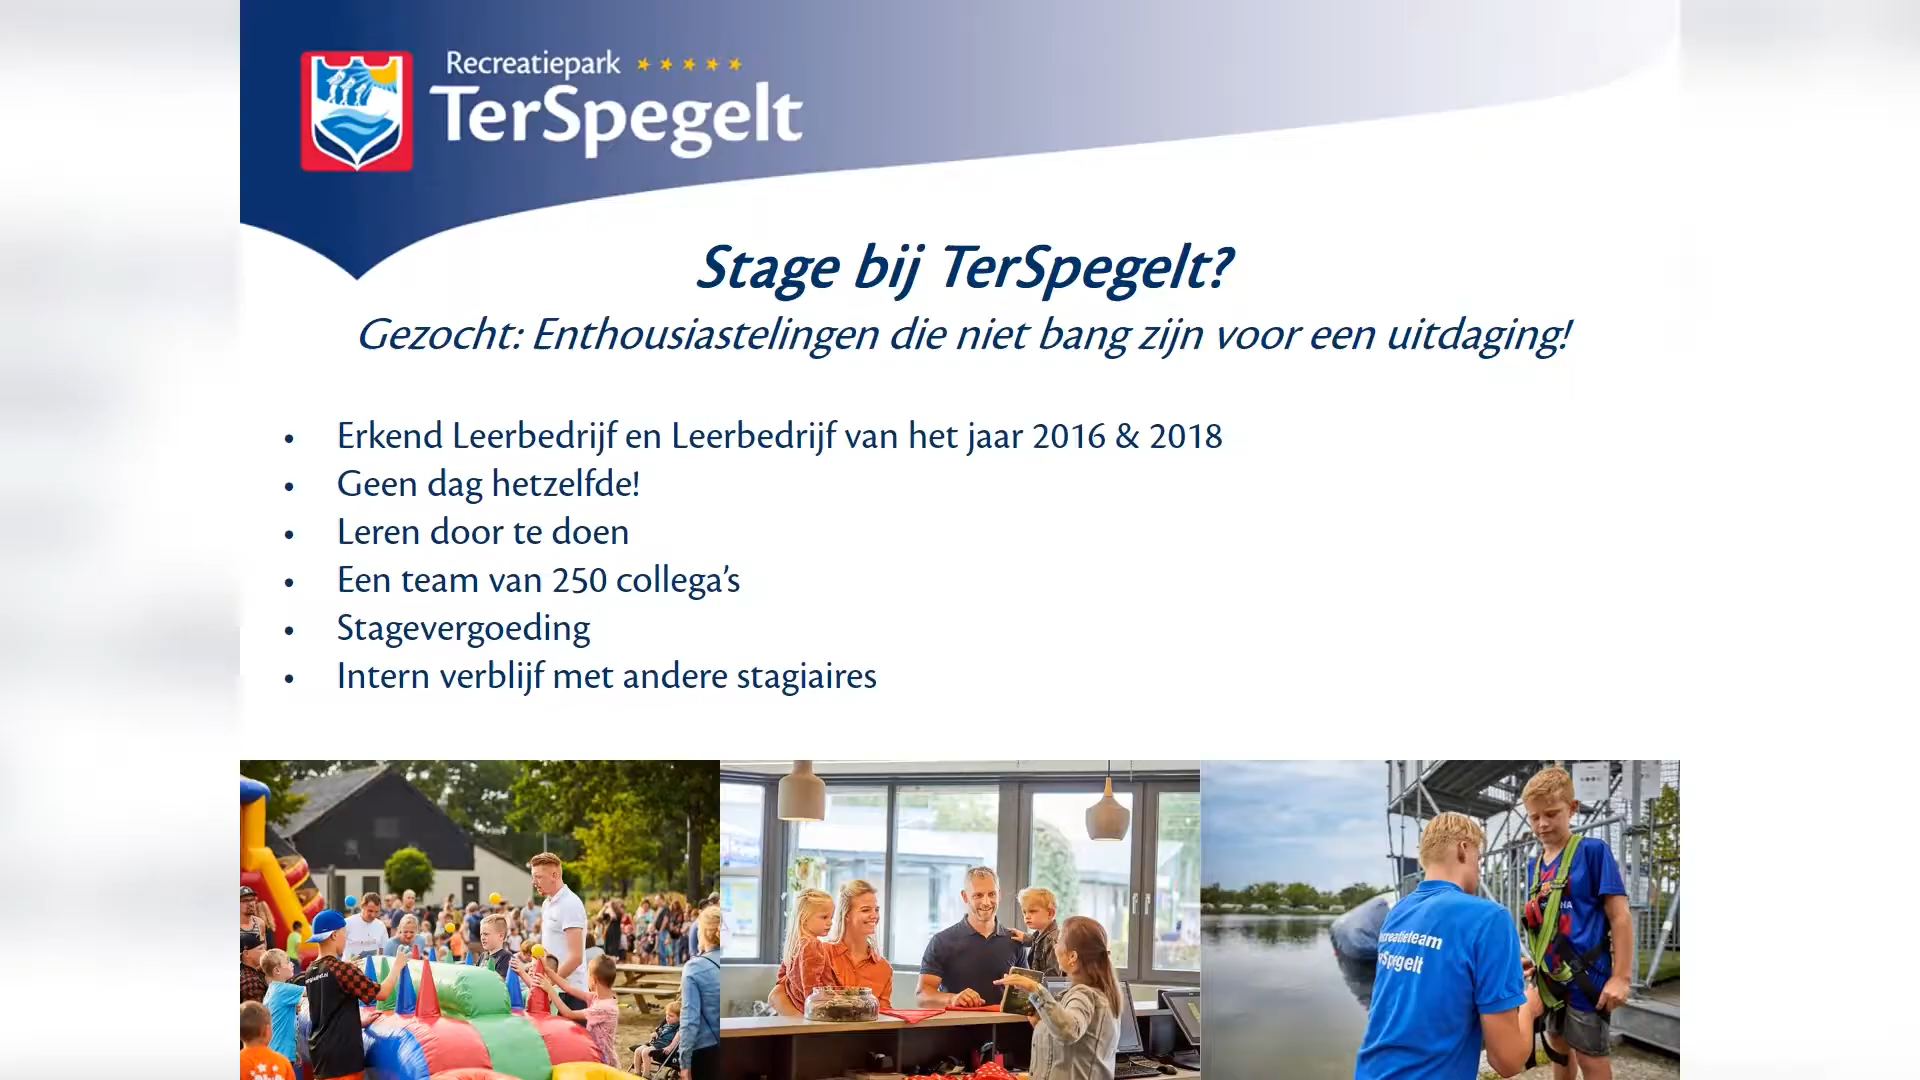 Recreatiepark
TerSpegelt
Stage bij TerSpegelt?
Gezocht: Enthousiastelingen die niet bang zijn voor een uitdaging!
• Erkend Leerbedrijf en Leerbedrijf van het jaar 2016 & 2018
• Geen dag hetzelfde!
• Leren door te doen
• Een team van 250 collega’s
• Stagevergoeding
• Intern verblijf met andere stagiaires